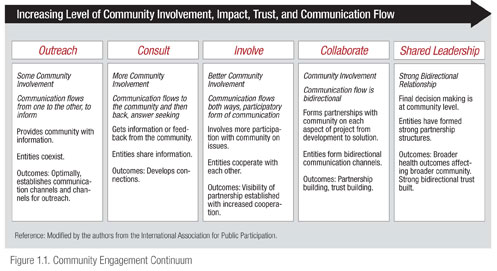 Increasing Level of Community Involvement, Impact, Trust, and Communication Flow
Outreach
Some Community
Involvement
Communication flows
from one to the other, to
inform
Provides community with
information.
Entities coexist.
Outcomes: Optimally,
establishes communica-
tion channels and chan-
nels for outreach.
Consult
More Community
Involvement
Communication flows to
the community and then
back, answer seeking
Gets information or feed-
back from the community.
Entities share information.
Outcomes: Develops con-
nections.
Involve
Better Community
Involvement
Communication flows
both ways, participatory
form of communication
Involves more participa-
tion with community on
issues.
Entities cooperate with
each other.
Outcomes: Visibility of
partnership established
with increased coopera-
tion.
Collaborate
Community Involvement
Communication flow is
bidirectional
Forms partnerships with
community on each
aspect of project from
development to solution.
Entities form bidirectional
communication channels.
Outcomes: Partnership
building, trust building.
Shared Leadership
Strong Bidirectional
Relationship
Final decision making is at
community level.
Entities have formed
strong partnership
structures.
Outcomes: Broader
health outcomes affect-
ing broader community.
Strong bidirectional trust
built.
Reference: Modified by the authors from the International Association for Public Participation.
Figure 1.1. Community Engagement Continuum